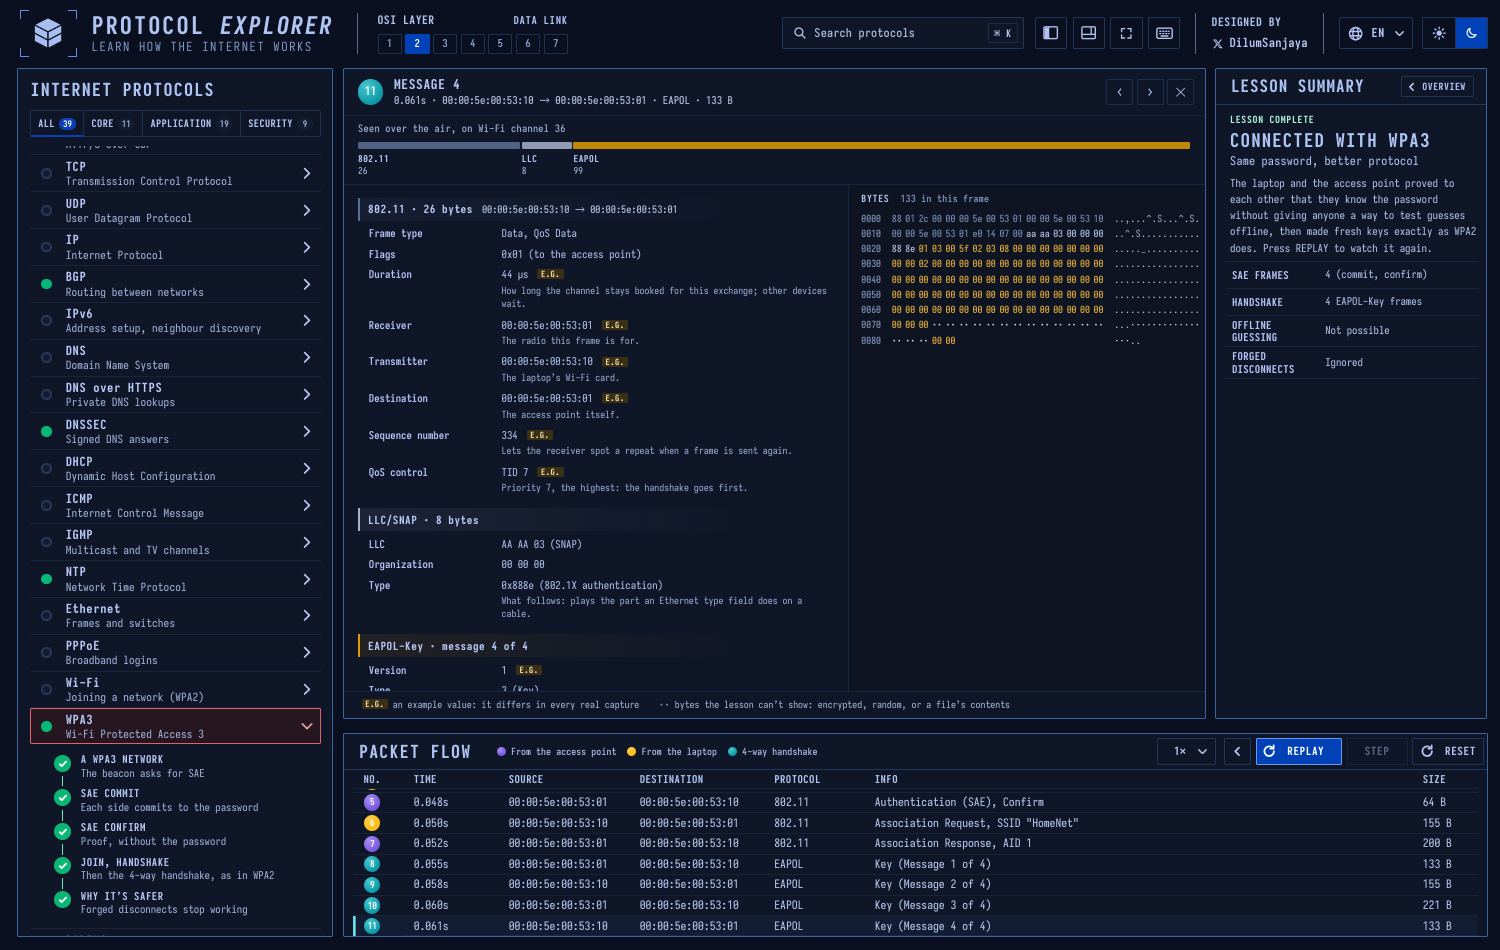 PROTOCOL EXPLORER
LEARN HOW THE INTERNET WORKS
OSI LAYER DATA LINK
1 2 3 4 5 6 7
Search protocols ⌘ K
DESIGNED BY
DilumSanjaya
EN
INTERNET PROTOCOLS
ALL 39 CORE 11 APPLICATION 19 SECURITY 9
TCP
Transmission Control Protocol
UDP
User Datagram Protocol
IP
Internet Protocol
BGP
Routing between networks
IPv6
Address setup, neighbour discovery
DNS
Domain Name System
DNS over HTTPS
Private DNS lookups
DNSSEC
Signed DNS answers
DHCP
Dynamic Host Configuration
ICMP
Internet Control Message
IGMP
Multicast and TV channels
NTP
Network Time Protocol
Ethernet
Frames and switches
PPPoE
Broadband logins
Wi-Fi
Joining a network (WPA2)
WPA3
Wi-Fi Protected Access 3
A WPA3 NETWORK
The beacon asks for SAE
SAE COMMIT
Each side commits to the password
SAE CONFIRM
Proof, without the password
JOIN, HANDSHAKE
Then the 4-way handshake, as in WPA2
WHY IT'S SAFER
Forged disconnects stop working
11 MESSAGE 4
0.061s · 00:00:5e:00:53:10 → 00:00:5e:00:53:01 · EAPOL · 133 B
Seen over the air, on Wi-Fi channel 36
802.11 LLC EAPOL
26 8 99
802.11 · 26 bytes 00:00:5e:00:53:10 → 00:00:5e:00:53:01
Frame type Data, QoS Data
Flags 0x01 (to the access point)
Duration 44 µs E.G.
How long the channel stays booked for this exchange; other devices
wait.
Receiver 00:00:5e:00:53:01 E.G.
The radio this frame is for.
Transmitter 00:00:5e:00:53:10 E.G.
The laptop's Wi-Fi card.
Destination 00:00:5e:00:53:01 E.G.
The access point itself.
Sequence number 334 E.G.
Lets the receiver spot a repeat when a frame is sent again.
QoS control TID 7 E.G.
Priority 7, the highest: the handshake goes first.
LLC/SNAP · 8 bytes
LLC AA AA 03 (SNAP)
Organization 00 00 00
Type 0x888e (802.1X authentication)
What follows: plays the part an Ethernet type field does on a
cable.
EAPOL-Key · message 4 of 4
Version 1 E.G.
Type 3 (Key)
E.G. an example value: it differs in every real capture ·· bytes the lesson can't show: encrypted, random, or a file's contents
BYTES 133 in this frame
0000 88 01 2c 00 00 00 5e 00 53 01 00 00 5e 00 53 10 ..,...^.S...^.S.
0010 00 00 5e 00 53 01 e0 14 07 00 aa aa 03 00 00 00 ..^.S...........
0020 88 8e 01 03 00 5f 02 03 08 00 00 00 00 00 00 00 ....._..........
0030 00 00 02 00 00 00 00 00 00 00 00 00 00 00 00 00 ................
0040 00 00 00 00 00 00 00 00 00 00 00 00 00 00 00 00 ................
0050 00 00 00 00 00 00 00 00 00 00 00 00 00 00 00 00 ................
0060 00 00 00 00 00 00 00 00 00 00 00 00 00 00 00 00 ................
0070 00 00 00 ·· ·· ·· ·· ·· ·· ·· ·· ·· ·· ·· ·· ·· ...·············
0080 ·· ·· ·· 00 00 ···..
LESSON SUMMARY OVERVIEW
LESSON COMPLETE
CONNECTED WITH WPA3
Same password, better protocol
The laptop and the access point proved to
each other that they know the password
without giving anyone a way to test guesses
offline, then made fresh keys exactly as WPA2
does. Press REPLAY to watch it again.
SAE FRAMES 4 (commit, confirm)
HANDSHAKE 4 EAPOL-Key frames
OFFLINE
GUESSING Not possible
FORGED
DISCONNECTS Ignored
PACKET FLOW From the access point From the laptop 4-way handshake 1× REPLAY STEP RESET
NO. TIME SOURCE DESTINATION PROTOCOL INFO SIZE
5 0.048s 00:00:5e:00:53:01 00:00:5e:00:53:10 802.11 Authentication (SAE), Confirm 64 B
6 0.050s 00:00:5e:00:53:10 00:00:5e:00:53:01 802.11 Association Request, SSID "HomeNet" 155 B
7 0.052s 00:00:5e:00:53:01 00:00:5e:00:53:10 802.11 Association Response, AID 1 200 B
8 0.055s 00:00:5e:00:53:01 00:00:5e:00:53:10 EAPOL Key (Message 1 of 4) 133 B
9 0.058s 00:00:5e:00:53:10 00:00:5e:00:53:01 EAPOL Key (Message 2 of 4) 155 B
10 0.060s 00:00:5e:00:53:01 00:00:5e:00:53:10 EAPOL Key (Message 3 of 4) 221 B
11 0.061s 00:00:5e:00:53:10 00:00:5e:00:53:01 EAPOL Key (Message 4 of 4) 133 B